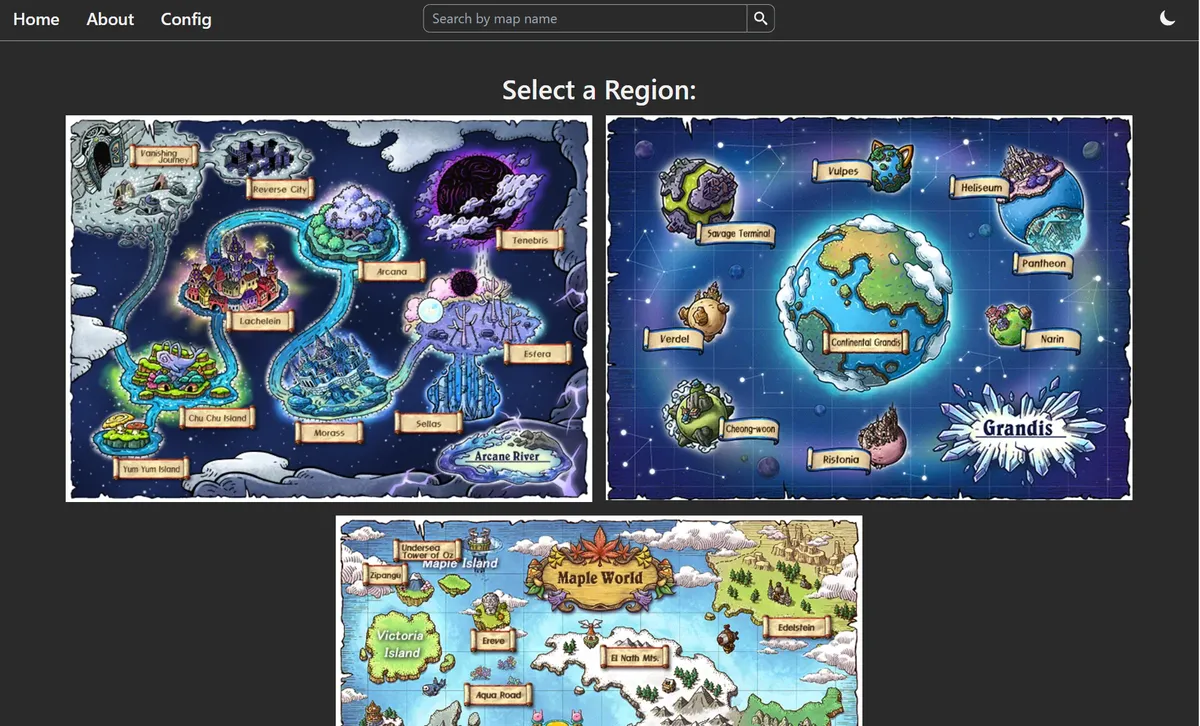 Home
About
Config
Search by map name
Select a Region:
Vanishing
Journey
Reverse City
Tenebris
Arcana
Lachelein
Esfera
Chu Chu Island
Sellas
Morass
Arcane River
Yum Yum Island
Vulpes
Heliseum
Savage Terminal
Pantheon
Verdel
Continental Grandis
Narin
Cheong-woon
Grandis
Ristonia
Undersea
Tower of Oz
Maple Island
Zipangu
Maple World
Victoria
Island
Ereve
Edelstein
El Nath Mts.
Aqua Road